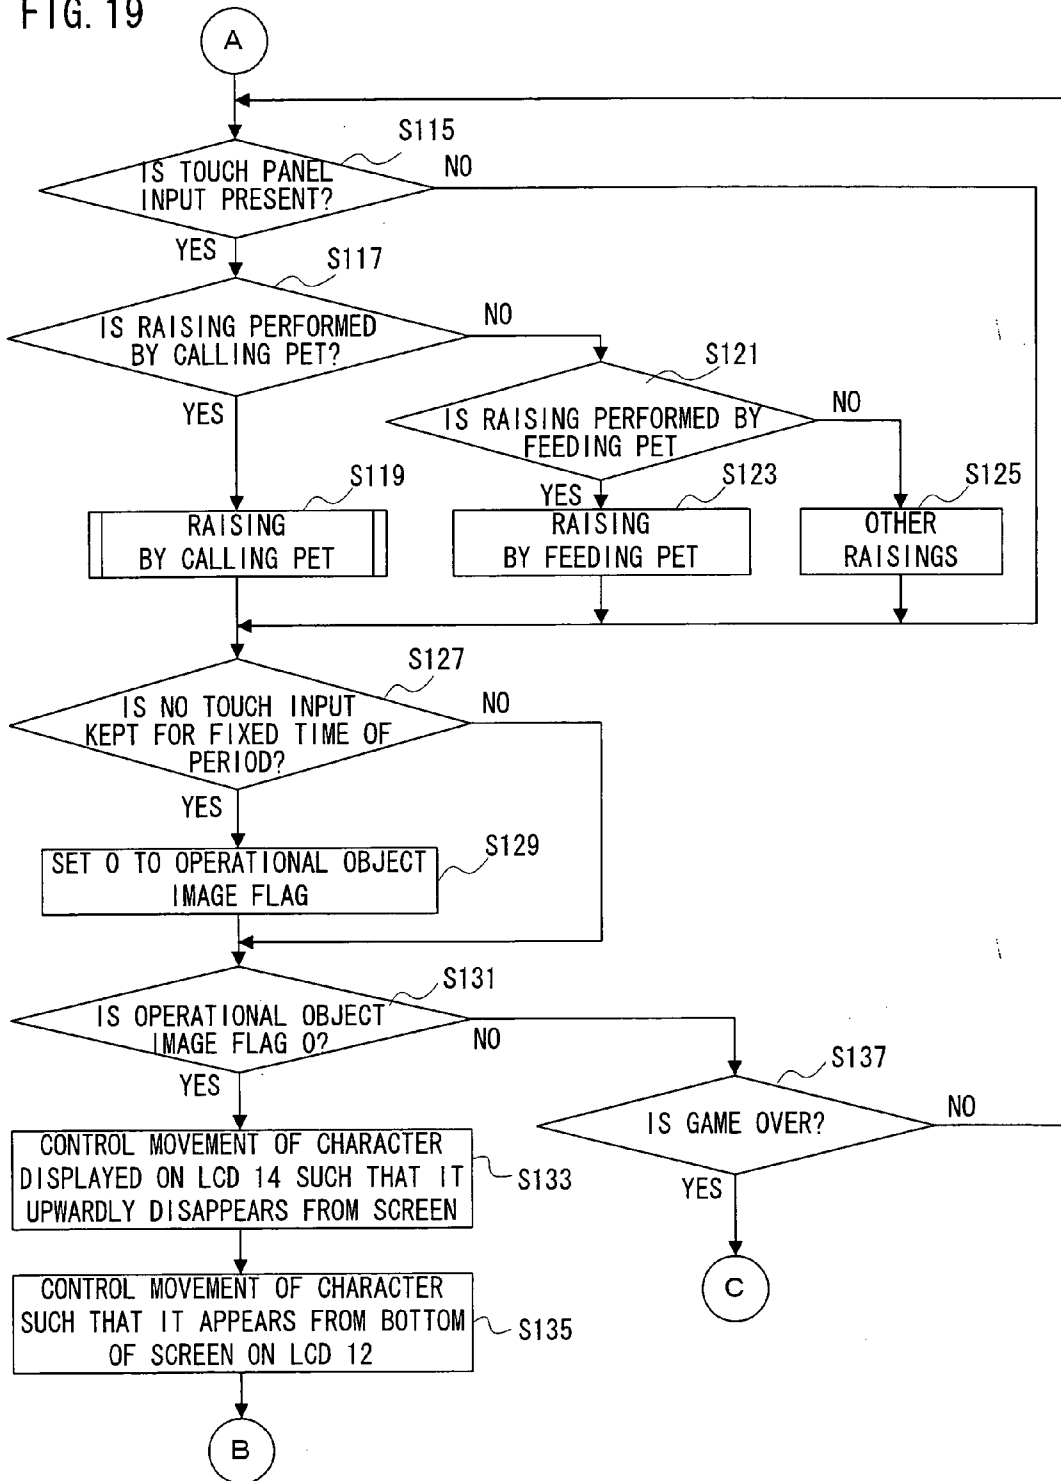 FIG. 19
A
S115
IS TOUCH PANEL
INPUT PRESENT?
NO
YES
S117
IS RAISING PERFORMED
BY CALLING PET?
NO
YES
S121
IS RAISING PERFORMED BY
FEEDING PET
NO
YES
S119
RAISING
BY CALLING PET
S123
RAISING
BY FEEDING PET
S125
OTHER
RAISINGS
S127
IS NO TOUCH INPUT
KEPT FOR FIXED TIME OF
PERIOD?
NO
YES
S129
SET 0 TO OPERATIONAL OBJECT
IMAGE FLAG
S131
IS OPERATIONAL OBJECT
IMAGE FLAG 0?
NO
YES
S137
IS GAME OVER?
NO
YES
CONTROL MOVEMENT OF CHARACTER
DISPLAYED ON LCD 14 SUCH THAT IT
UPWARDLY DISAPPEARS FROM SCREEN
S133
C
CONTROL MOVEMENT OF CHARACTER
SUCH THAT IT APPEARS FROM BOTTOM
OF SCREEN ON LCD 12
S135
B